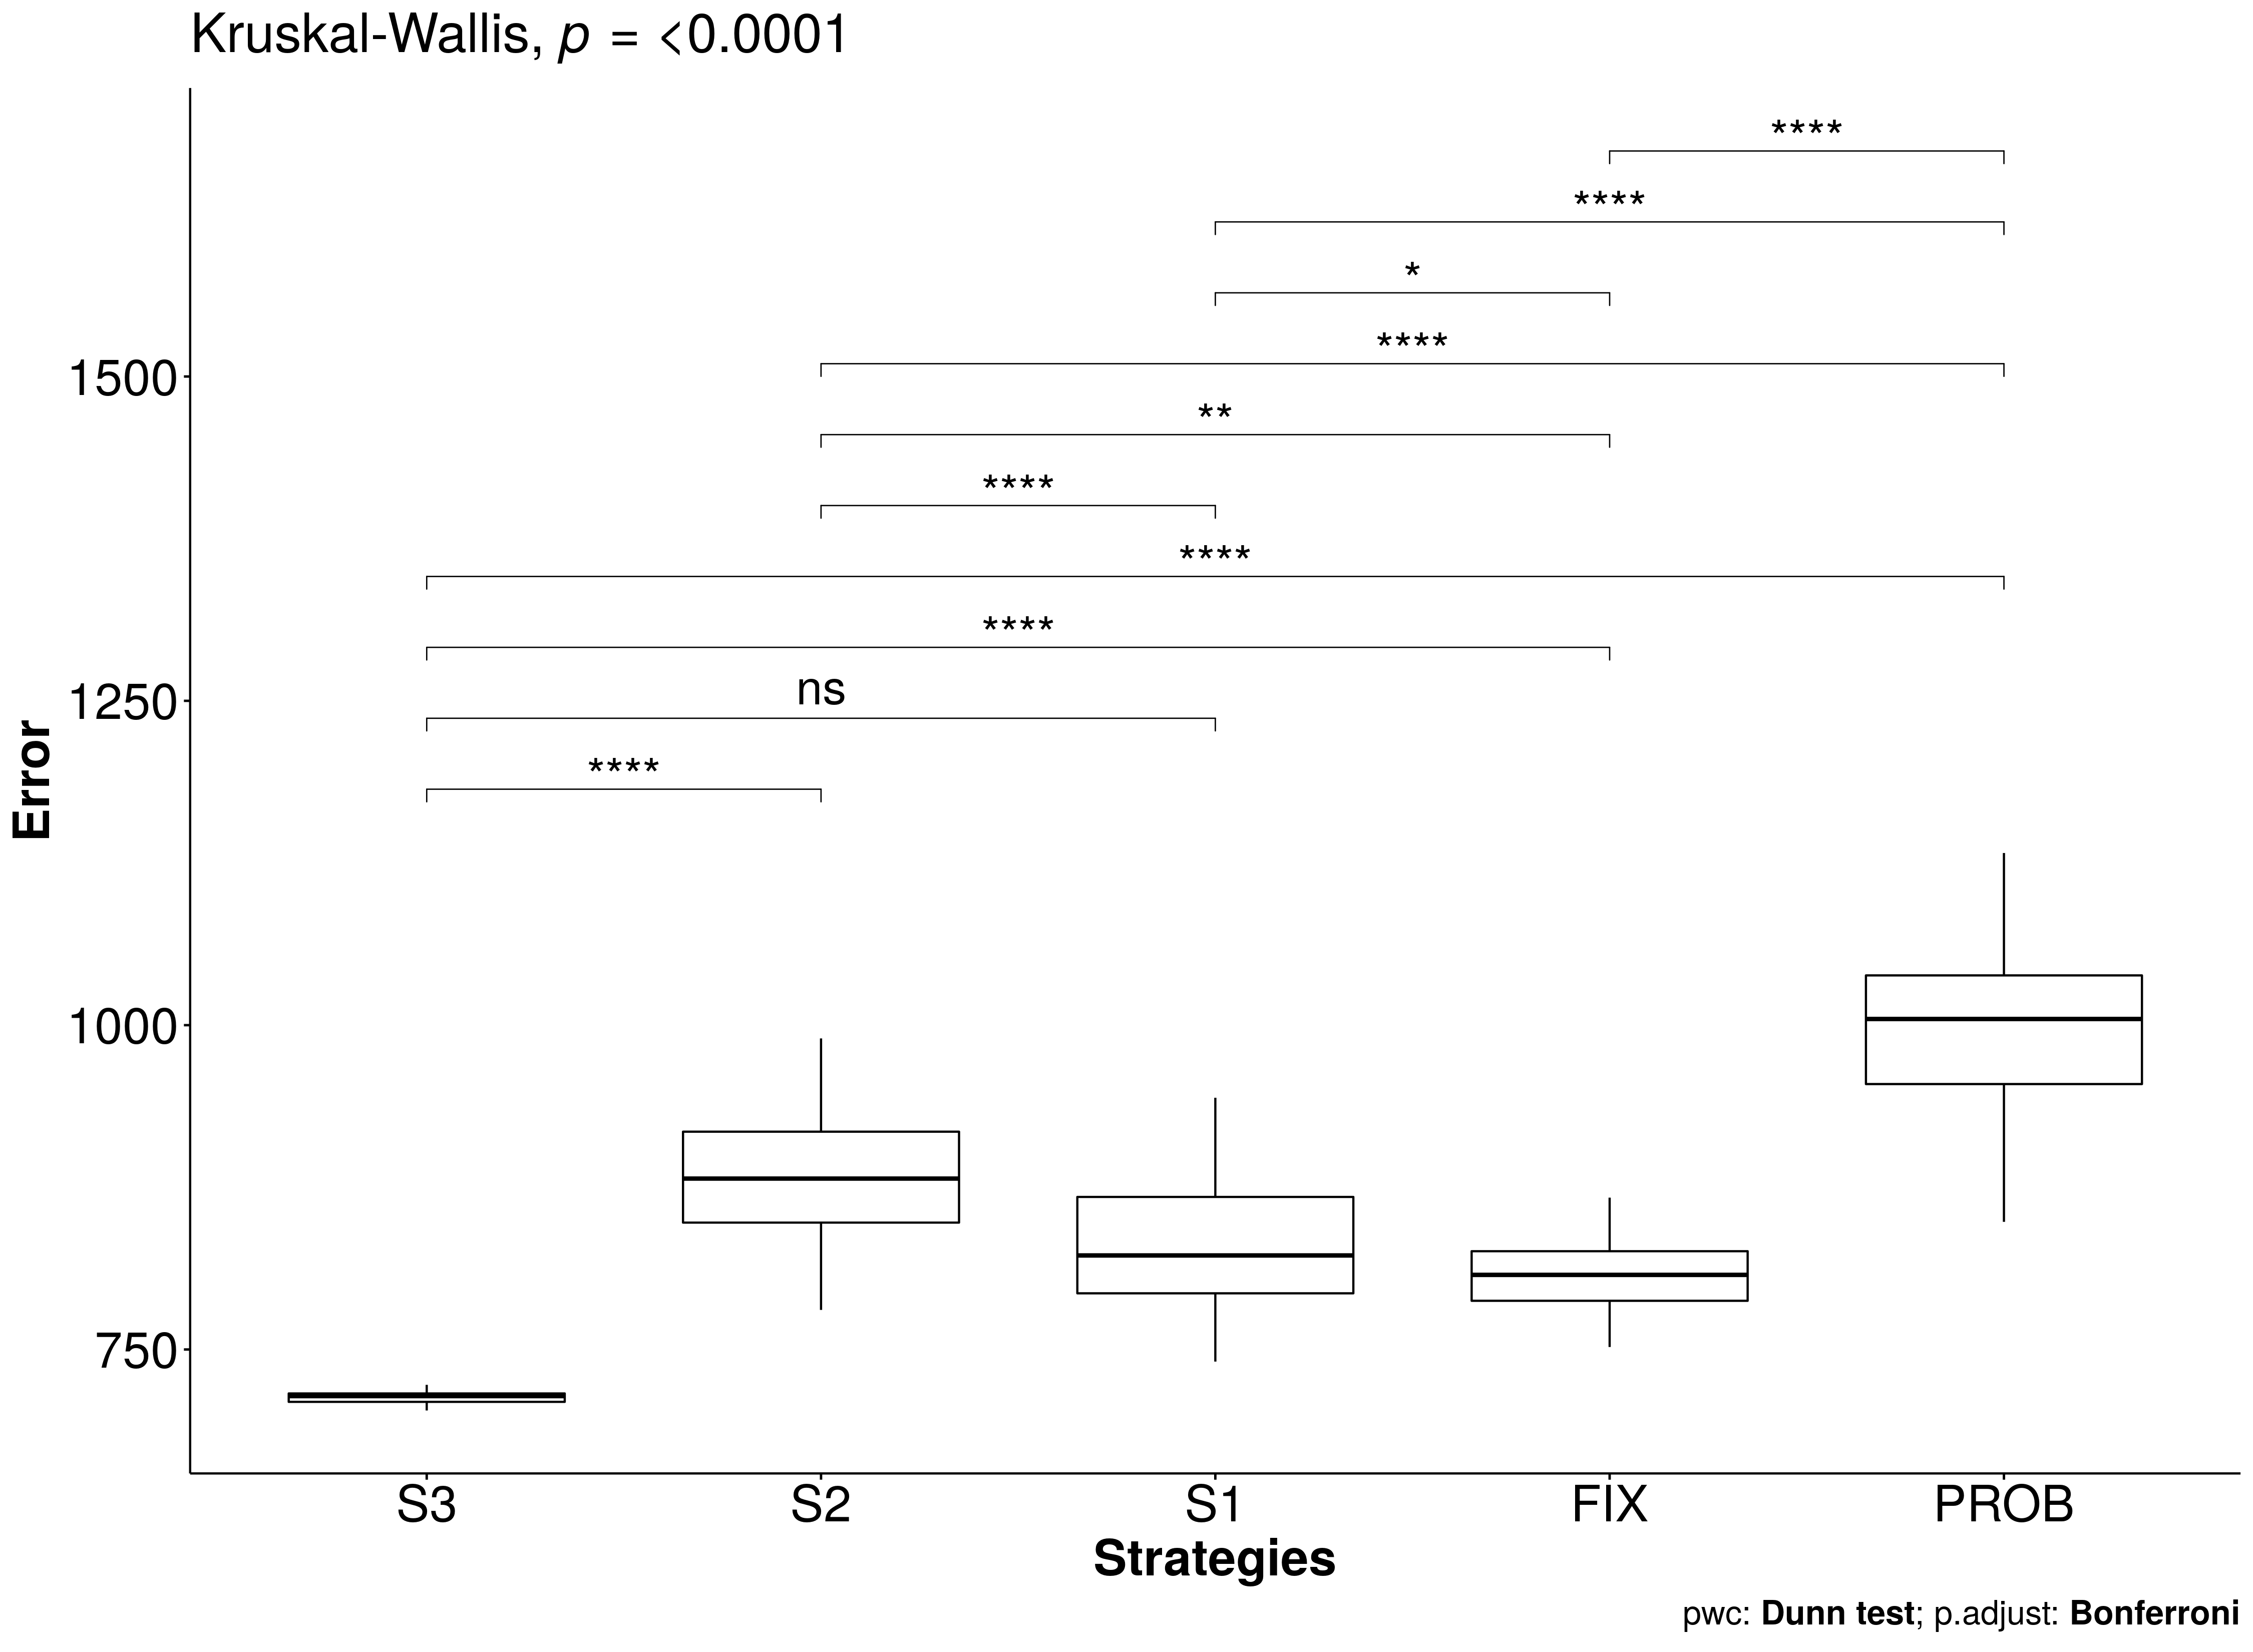 Kruskal-Wallis, p = <0.0001
****
****
*
****
**
****
****
****
ns
****
1500
1250
1000
750
Error
S3 S2 S1 FIX PROB
Strategies
pwc: Dunn test; p.adjust: Bonferroni